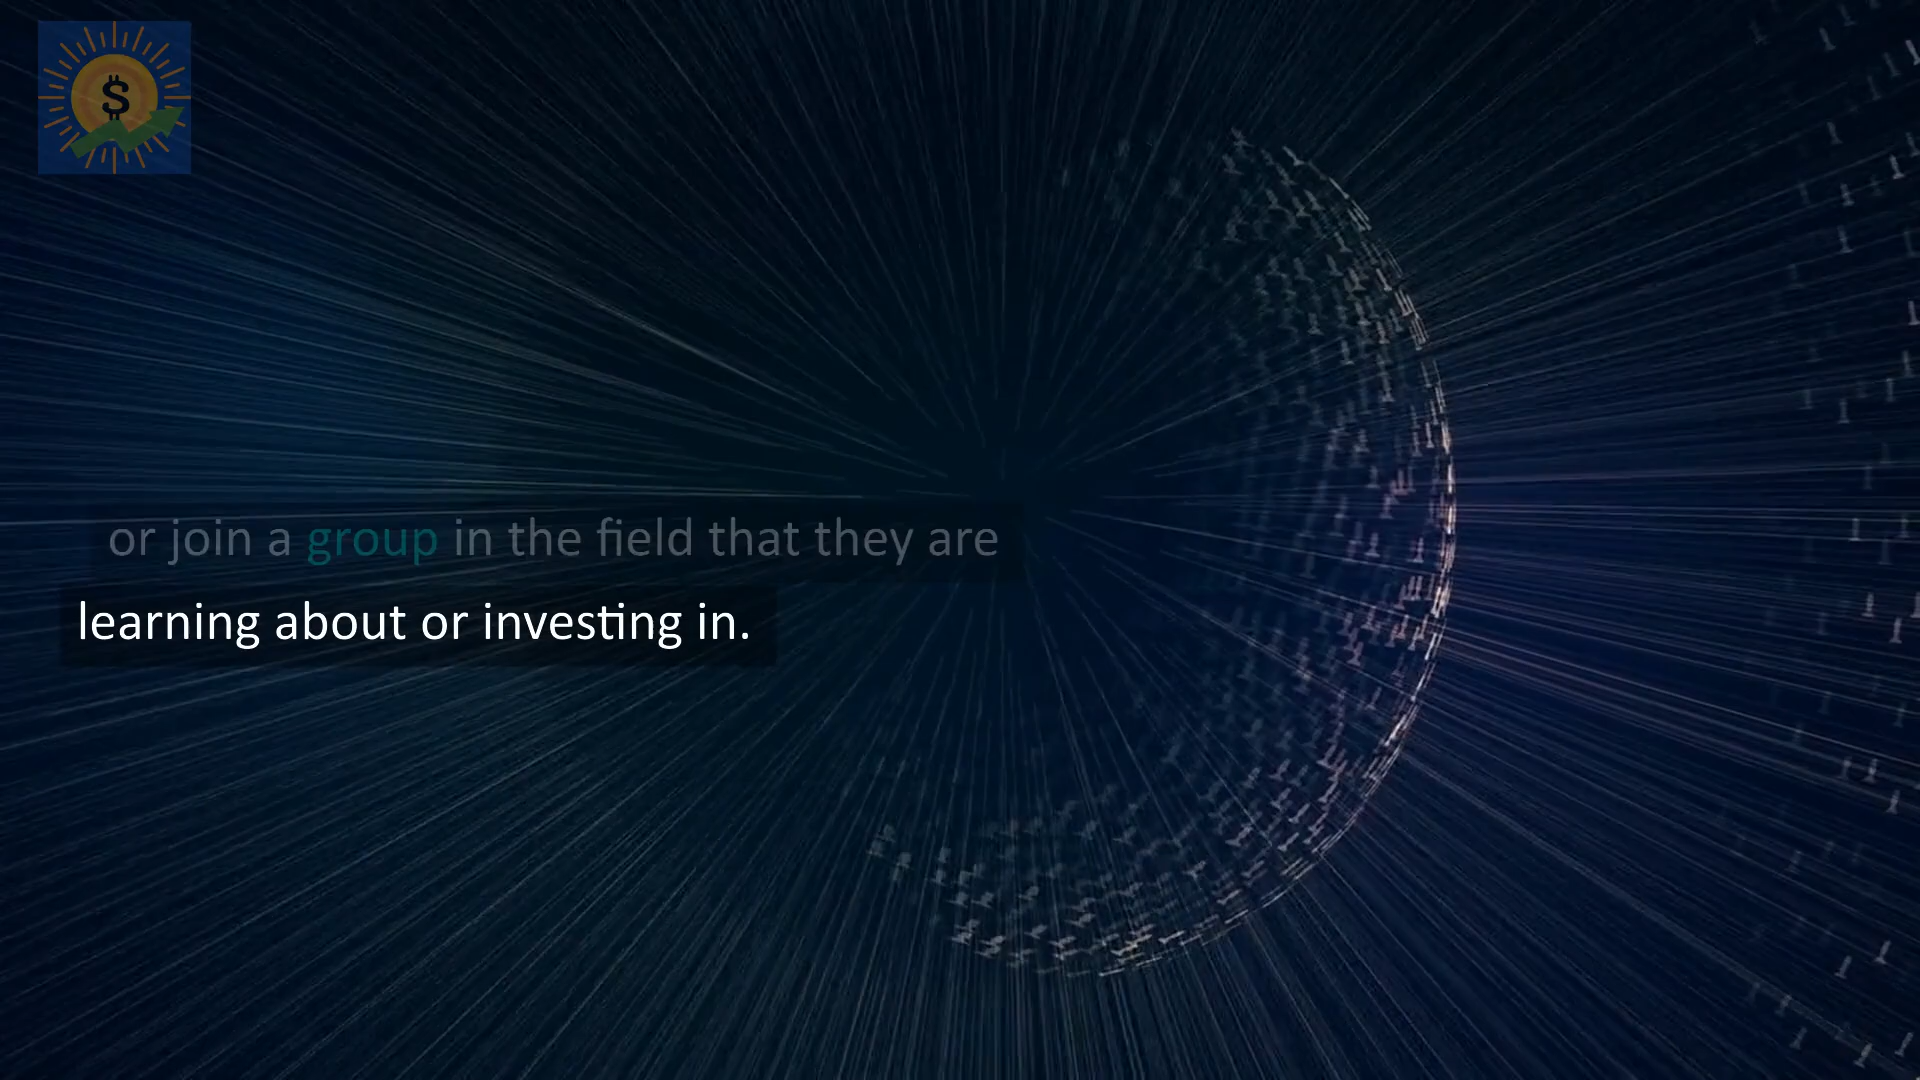 $
or join a group in the field that they are
learning about or investing in.